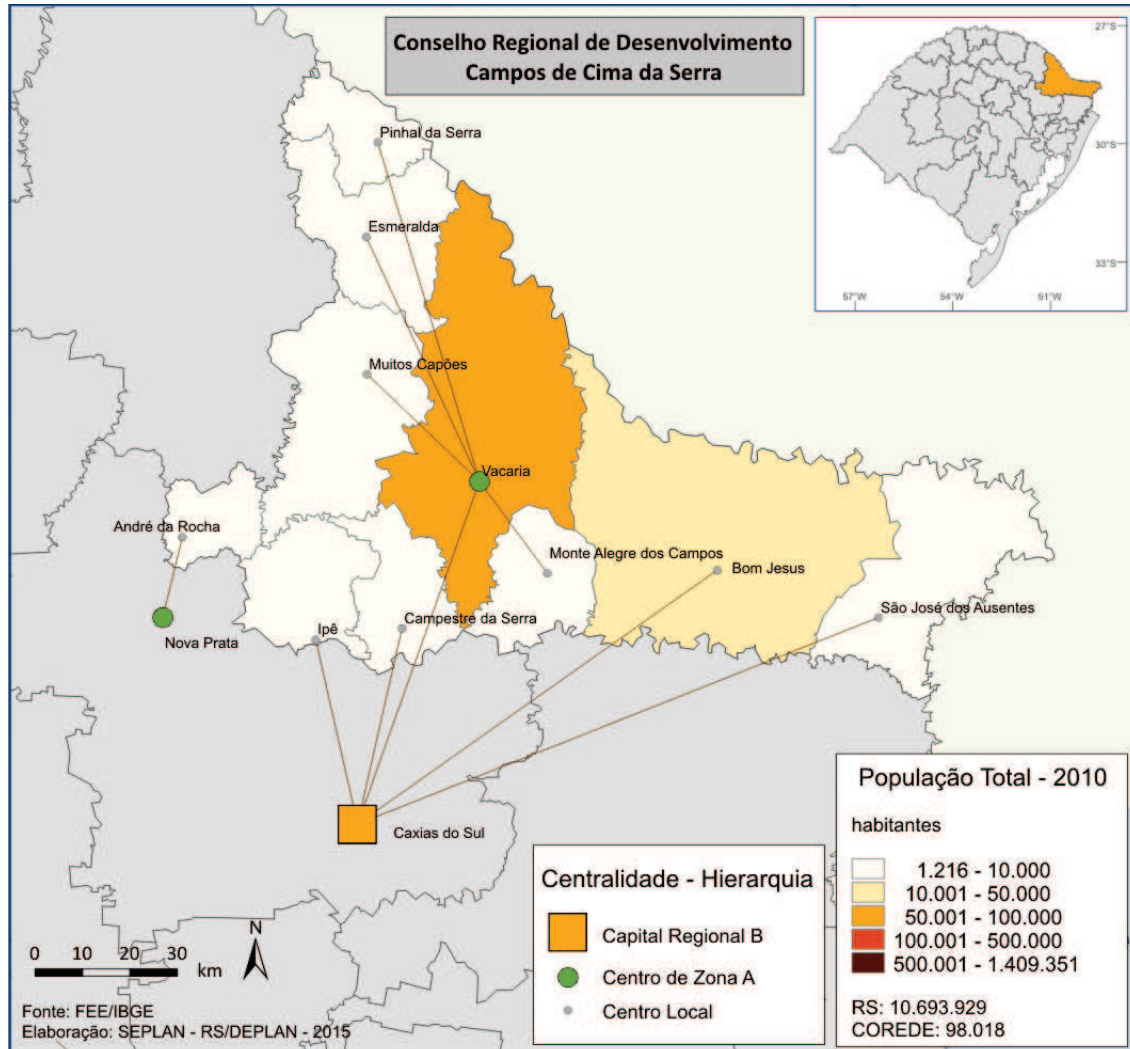 Conselho Regional de Desenvolvimento
Campos de Cima da Serra
27°S
30°S
33°S
57°W
54°W
51°W
Pinhal da Serra
Esmeralda
Muitos Capões
Vacaria
André da Rocha
Monte Alegre dos Campos
Bom Jesus
São José dos Ausentes
Campestre da Serra
Ipê
Nova Prata
Caxias do Sul
População Total - 2010
habitantes
1.216 - 10.000
10.001 - 50.000
50.001 - 100.000
100.001 - 500.000
500.001 - 1.409.351
RS: 10.693.929
COREDE: 98.018
Centralidade - Hierarquia
Capital Regional B
Centro de Zona A
Centro Local
0 10 20 30
km
N
Fonte: FEE/IBGE
Elaboração: SEPLAN - RS/DEPLAN - 2015